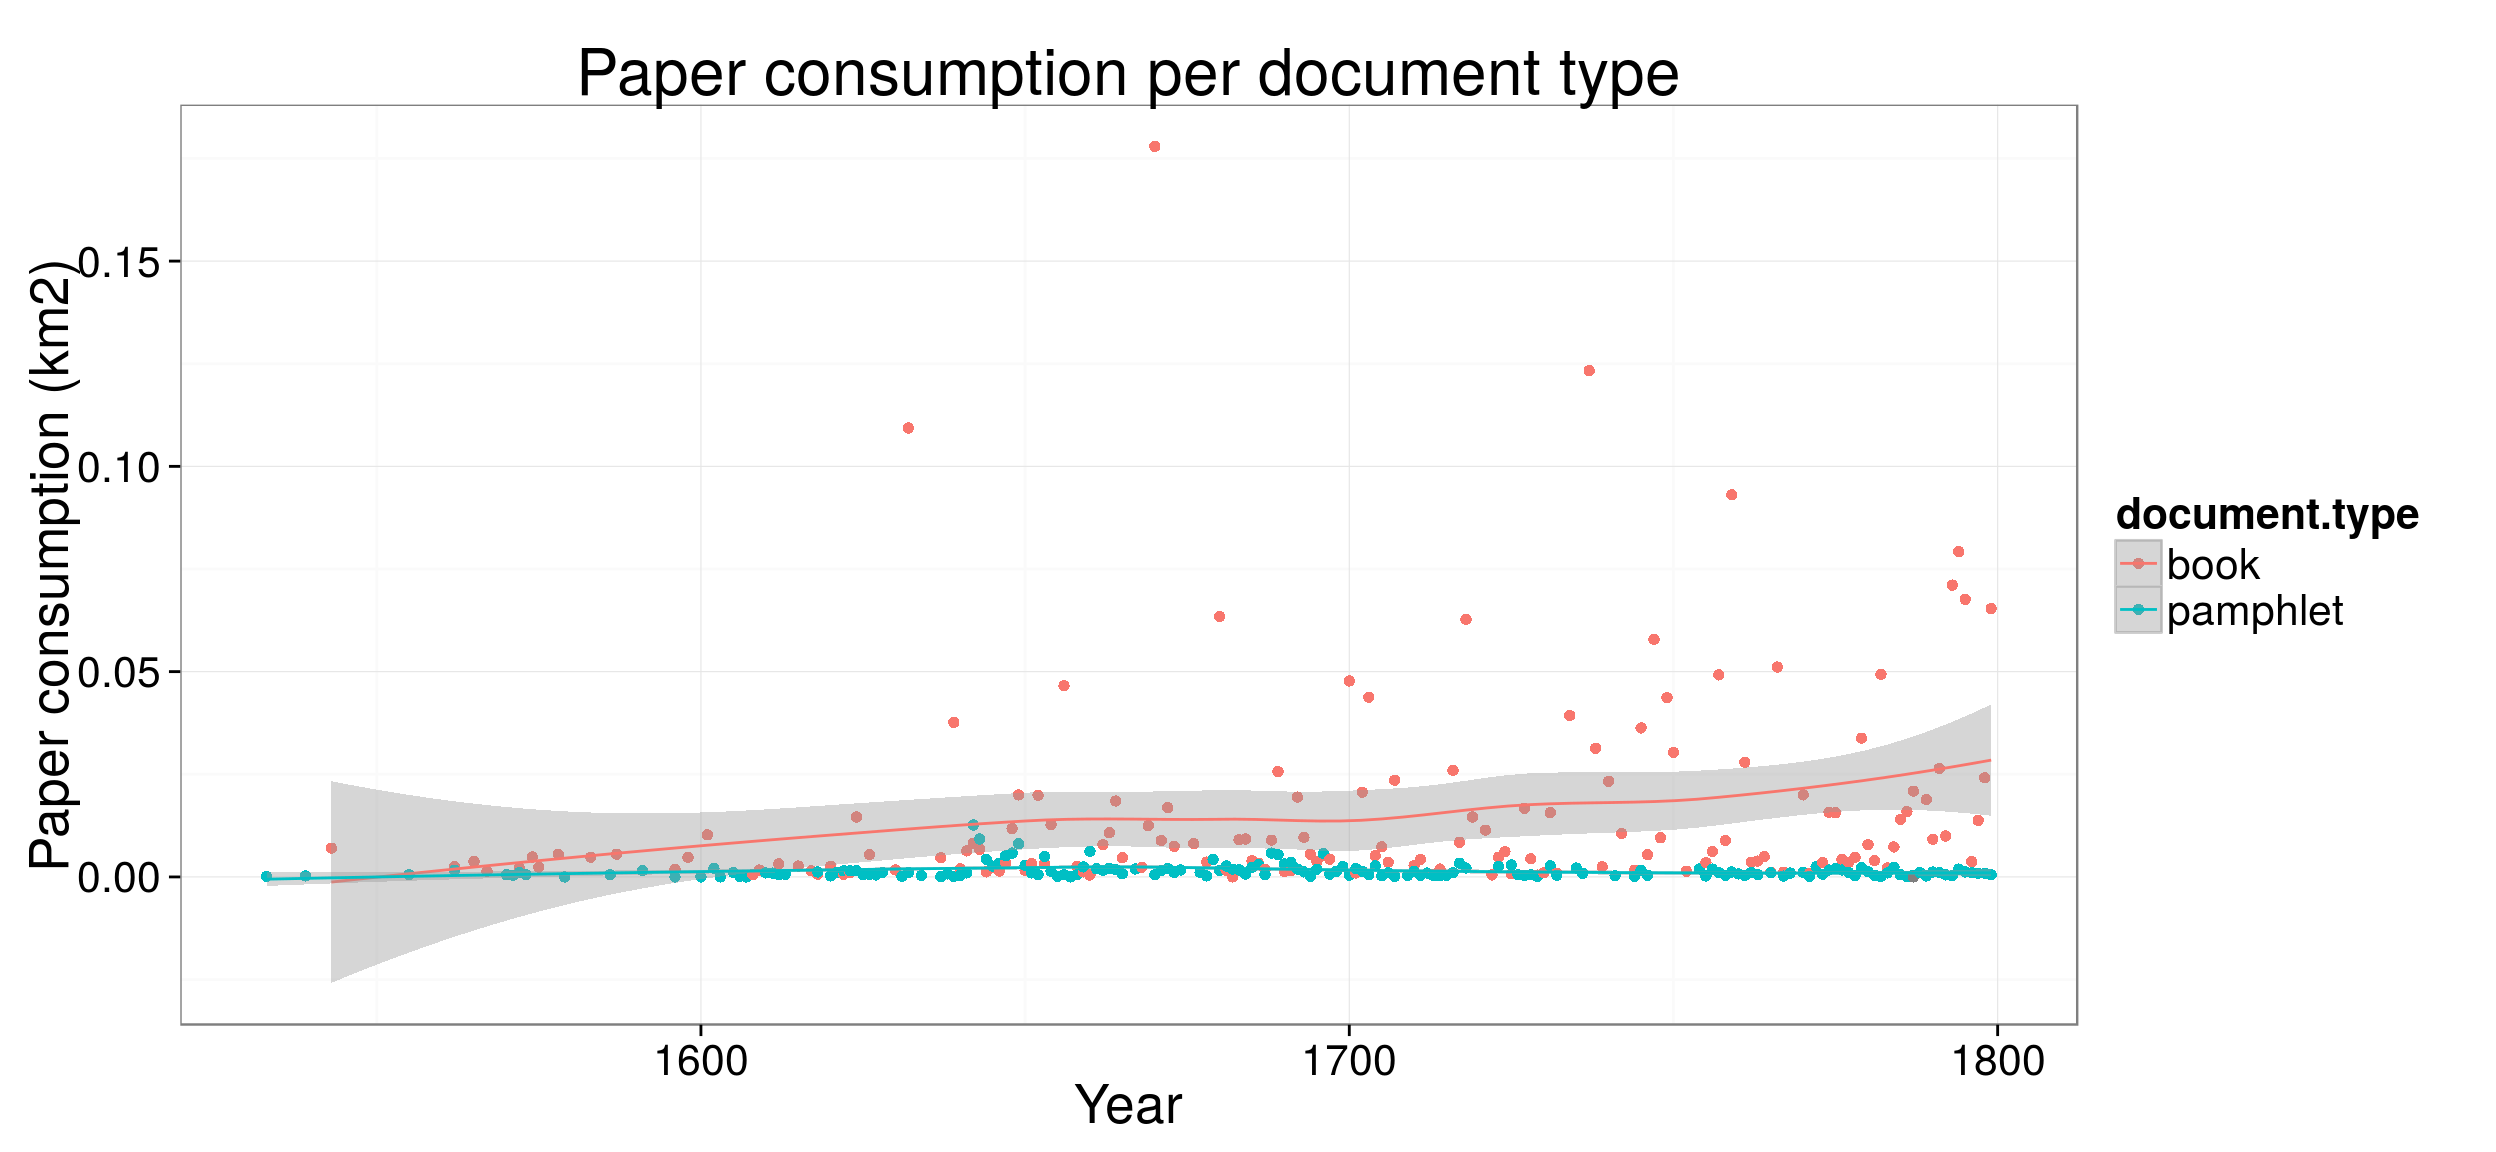 Paper consumption per document type
Paper consumption (km2)
0.15
0.10
0.05
0.00
1600
1700
1800
Year
document.type
book
pamphlet